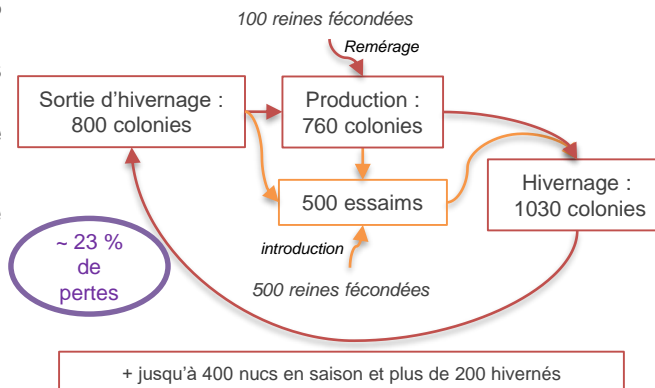 100 reines fécondées
Remérage
Sortie d'hivernage :
800 colonies
Production :
760 colonies
500 essaims
Hivernage :
1030 colonies
introduction
500 reines fécondées
~ 23 %
de
pertes
+ jusqu'à 400 nucs en saison et plus de 200 hivernés